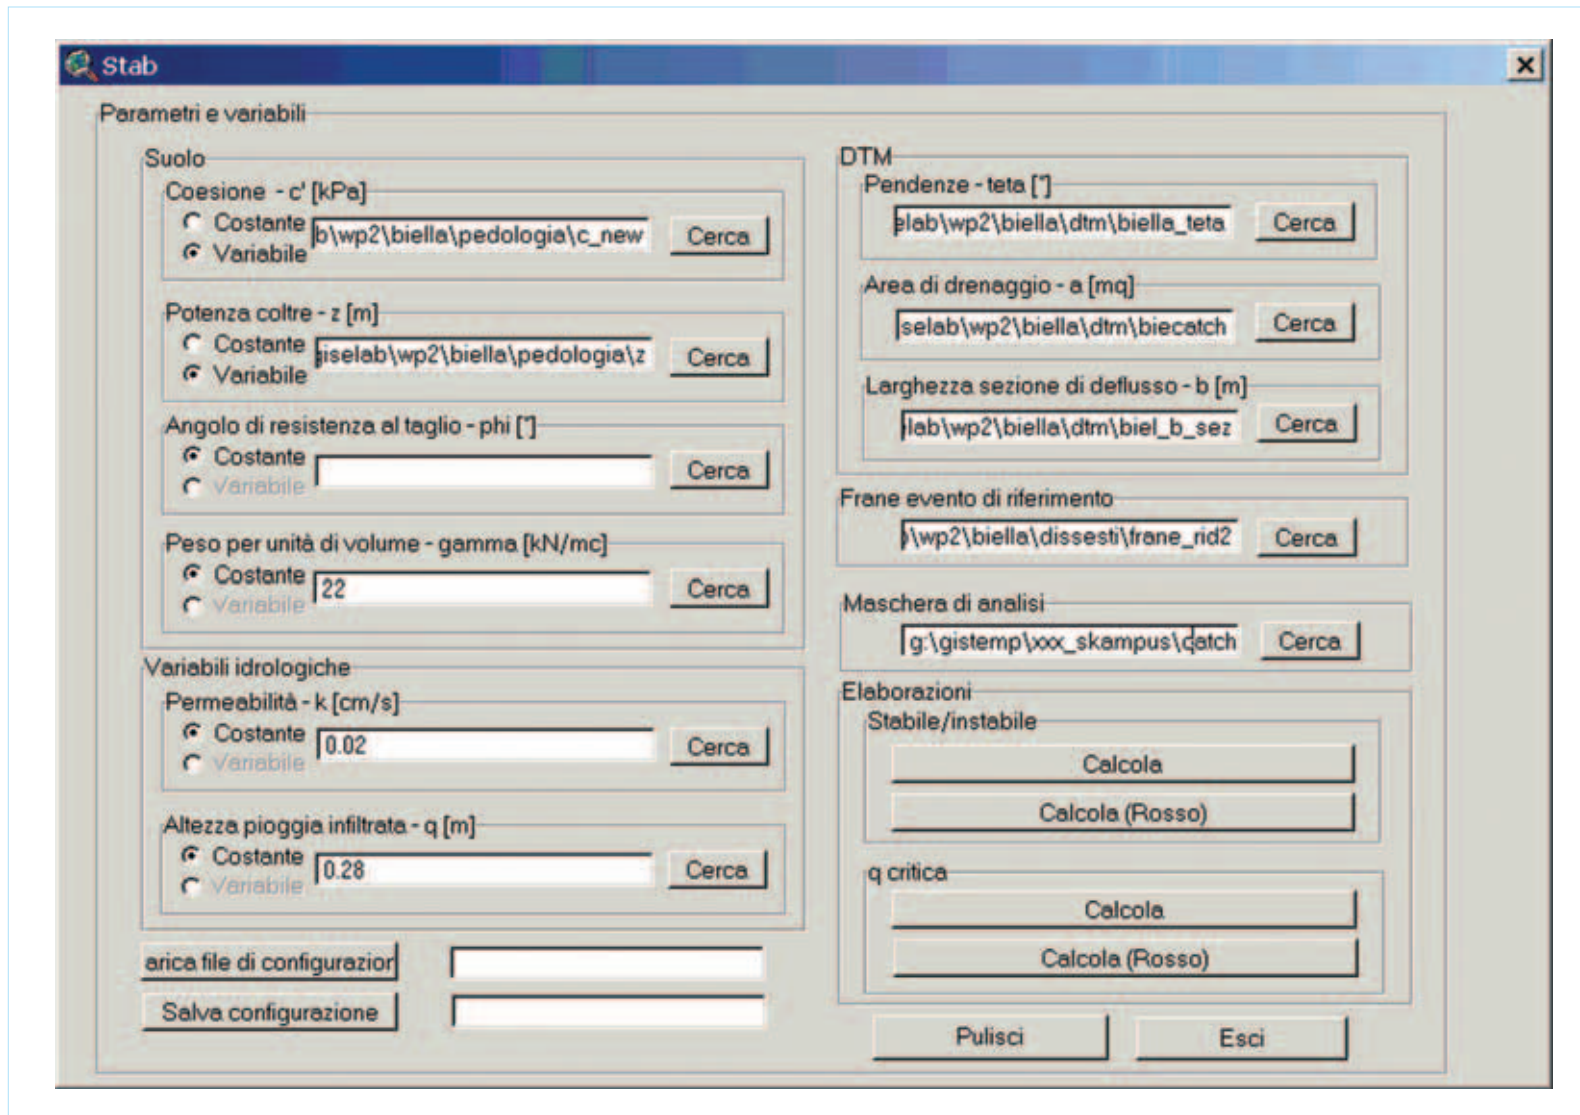 Stab
Parametri e variabili
Suolo
Coesione - c' [kPa]
Costante
b\wp2\biella\pedologia\c_new
Cerca
Variabile
Potenza coltre - z [m]
Costante
giselab\wp2\biella\pedologia\z
Cerca
Variabile
Angolo di resistenza al taglio - phi [°]
Costante
Cerca
Variabile
Peso per unità di volume - gamma [kN/mc]
Costante
22
Cerca
Variabile
Variabili idrologiche
Permeabilità - k [cm/s]
Costante
0.02
Cerca
Variabile
Altezza pioggia infiltrata - q [m]
Costante
0.28
Cerca
Variabile
arica file di configurazior
Salva configurazione
DTM
Pendenze - teta [°]
elab\wp2\biella\dtm\biella_teta
Cerca
Area di drenaggio - a [mq]
selab\wp2\biella\dtm\biecatch
Cerca
Larghezza sezione di deflusso - b [m]
lab\wp2\biella\dtm\biel_b_sez
Cerca
Frane evento di riferimento
\wp2\biella\dissesti\frane_rid2
Cerca
Maschera di analisi
g:\gistemp\xxx_skampus\catch
Cerca
Elaborazioni
Stabile/instabile
Calcola
Calcola (Rosso)
q critica
Calcola
Calcola (Rosso)
Pulisci
Esci